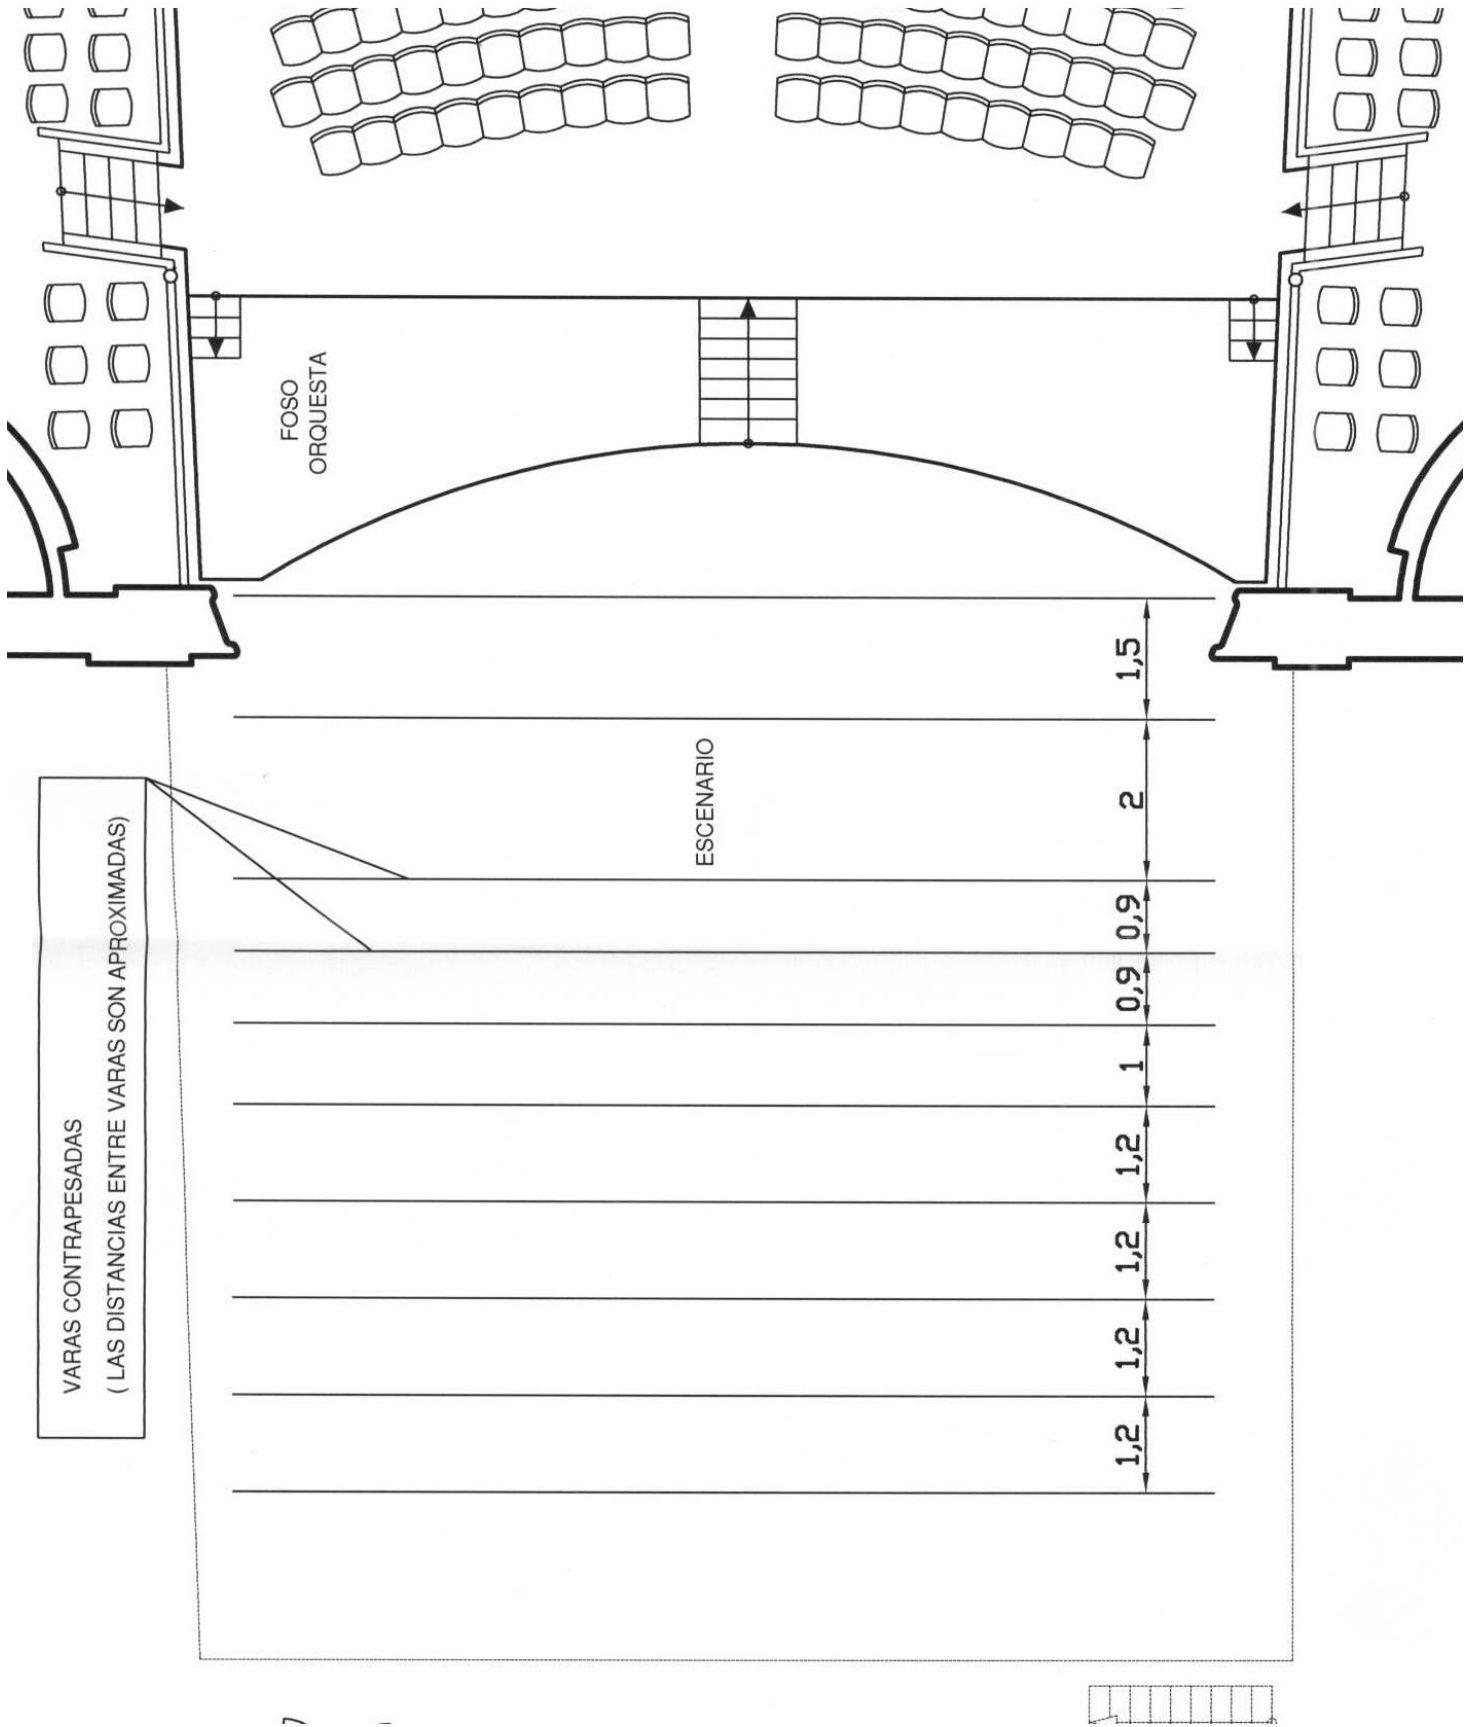 FOSO
ORQUESTA
1,5
ESCENARIO
2
VARAS CONTRAPESADAS
( LAS DISTANCIAS ENTRE VARAS SON APROXIMADAS)
0,9
0,9
1
1,2
1,2
1,2
1,2